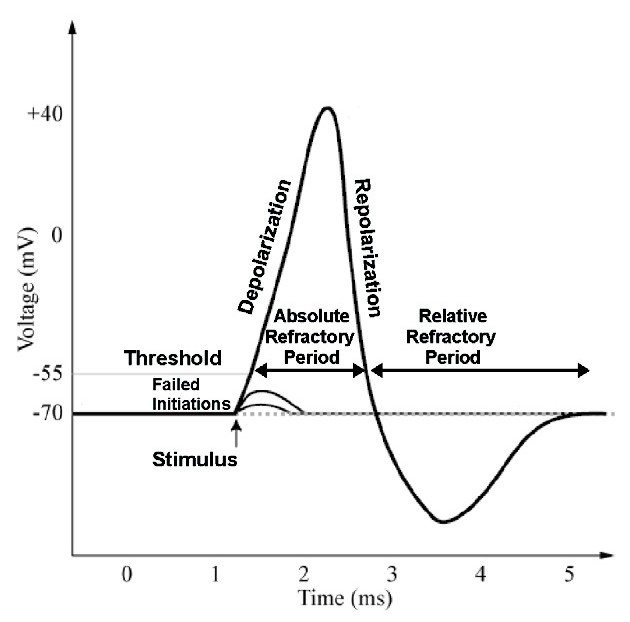 +40
0
-55
-70
Voltage (mV)
Depolarization
Repolarization
Absolute
Refractory
Period
Relative
Refractory
Period
Threshold
Failed
Initiations
Stimulus
0 1 2 3 4 5
Time (ms)